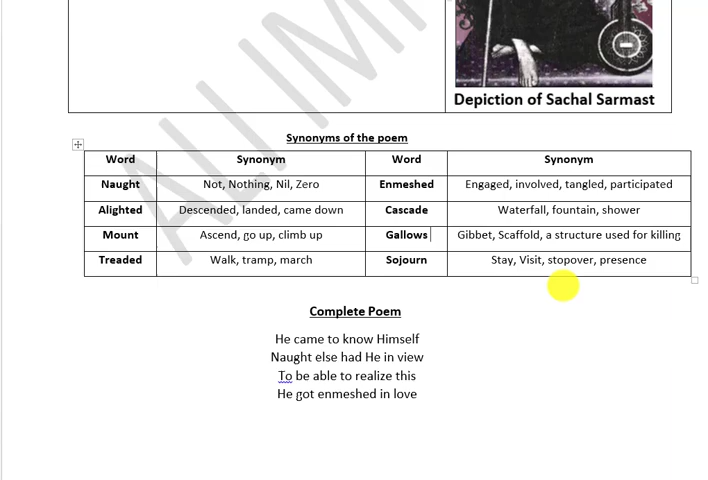 ALI IM
Depiction of Sachal Sarmast
Synonyms of the poem
Word Synonym Word Synonym
Naught Not, Nothing, Nil, Zero Enmeshed Engaged, involved, tangled, participated
Alighted Descended, landed, came down Cascade Waterfall, fountain, shower
Mount Ascend, go up, climb up Gallows Gibbet, Scaffold, a structure used for killing
Treaded Walk, tramp, march Sojourn Stay, Visit, stopover, presence
Complete Poem
He came to know Himself
Naught else had He in view
To be able to realize this
He got enmeshed in love